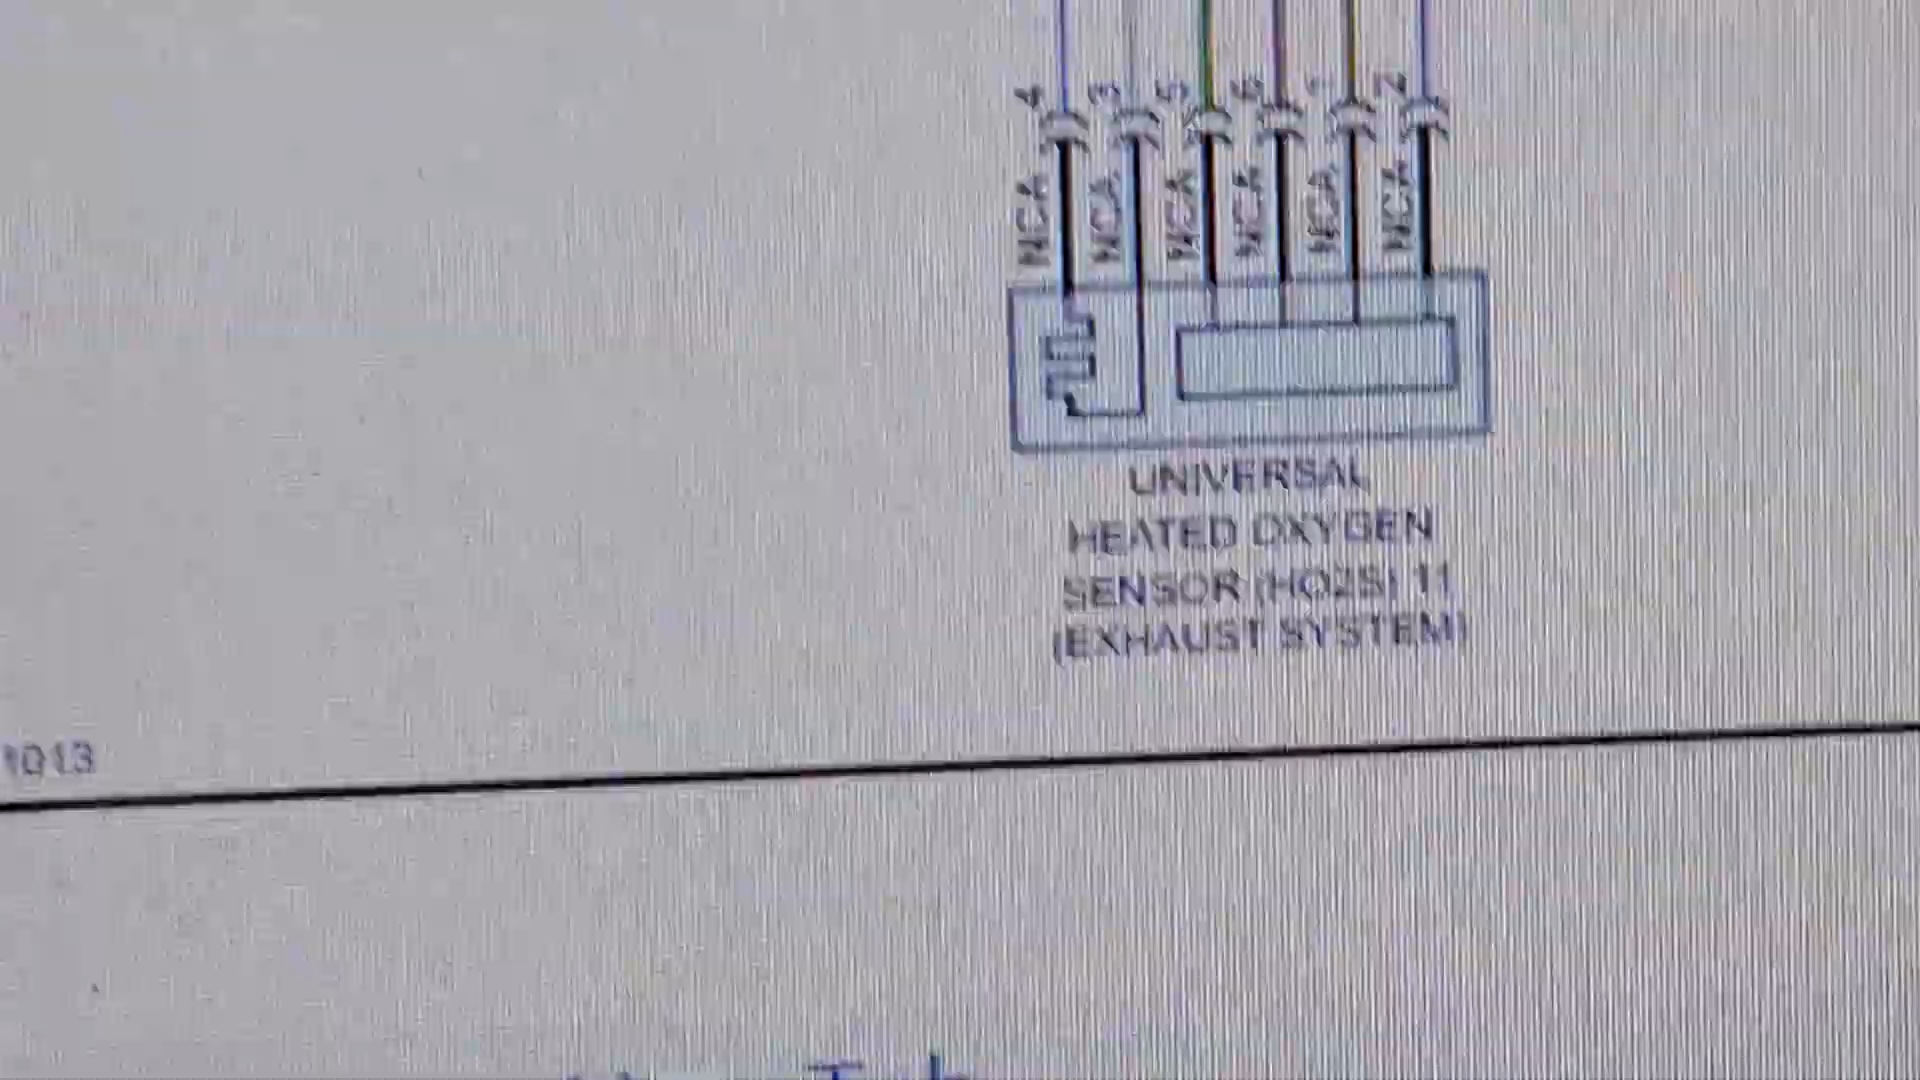 4 3 5 6 1 2
NCA NCA NCA NCA NCA NCA
UNIVERSAL
HEATED OXYGEN
SENSOR (HO2S) 11
(EXHAUST SYSTEM)
1013